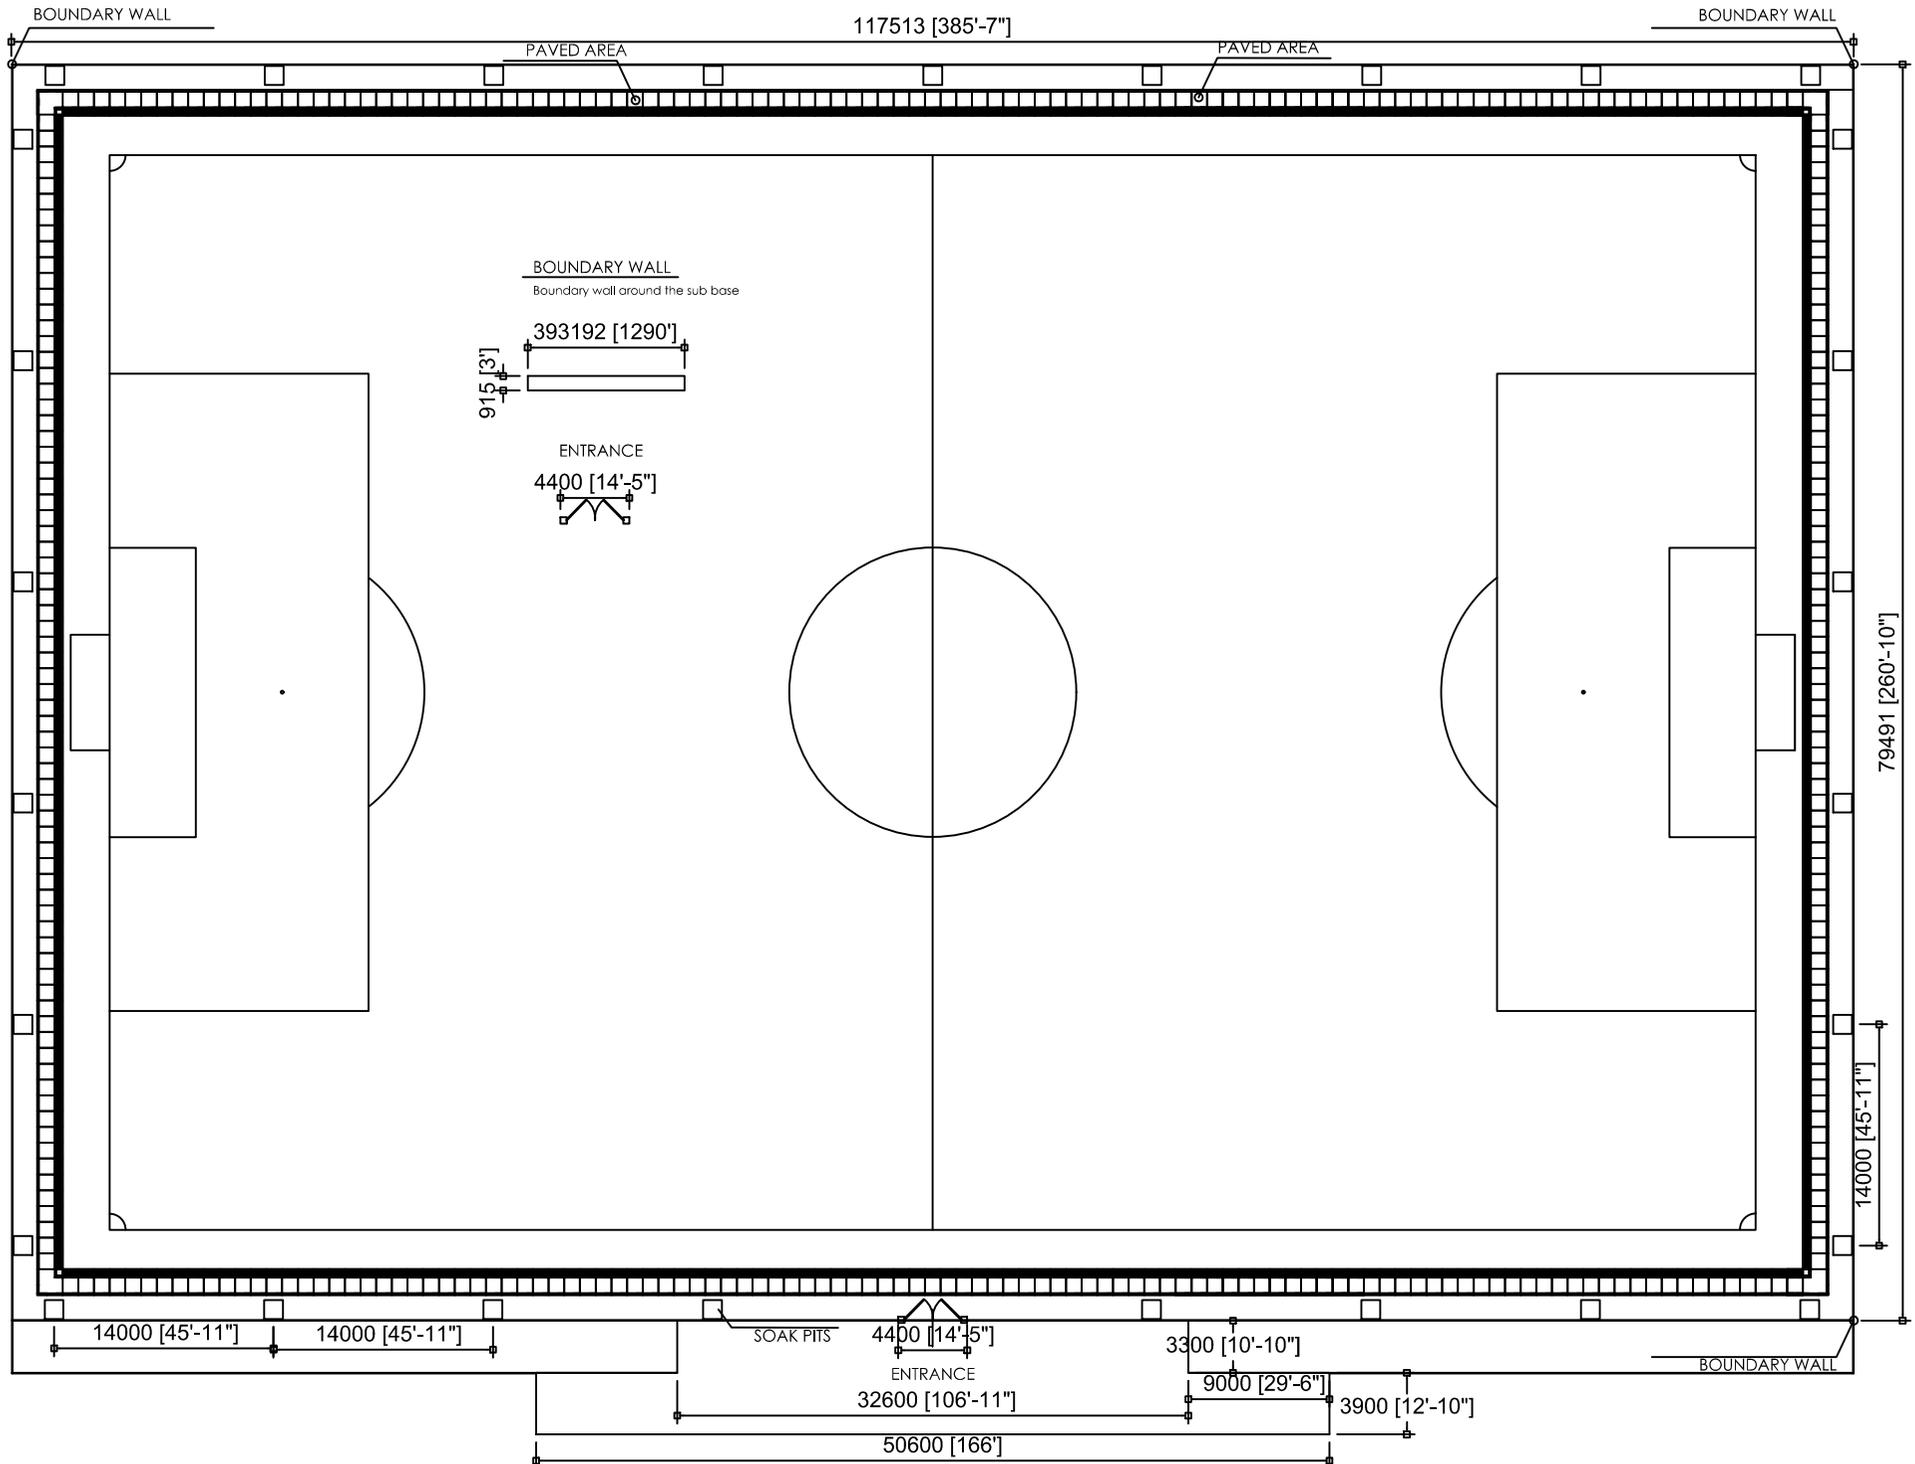 BOUNDARY WALL
BOUNDARY WALL
117513 [385'-7"]
PAVED AREA
PAVED AREA
BOUNDARY WALL
Boundary wall around the sub base
393192 [1290']
915 [3']
ENTRANCE
4400 [14'-5"]
79491 [260'-10"]
14000 [45'-11"]
14000 [45'-11"]
14000 [45'-11"]
SOAK PITS
4400 [14'-5"]
ENTRANCE
3300 [10'-10"]
BOUNDARY WALL
9000 [29'-6"]
32600 [106'-11"]
3900 [12'-10"]
50600 [166']